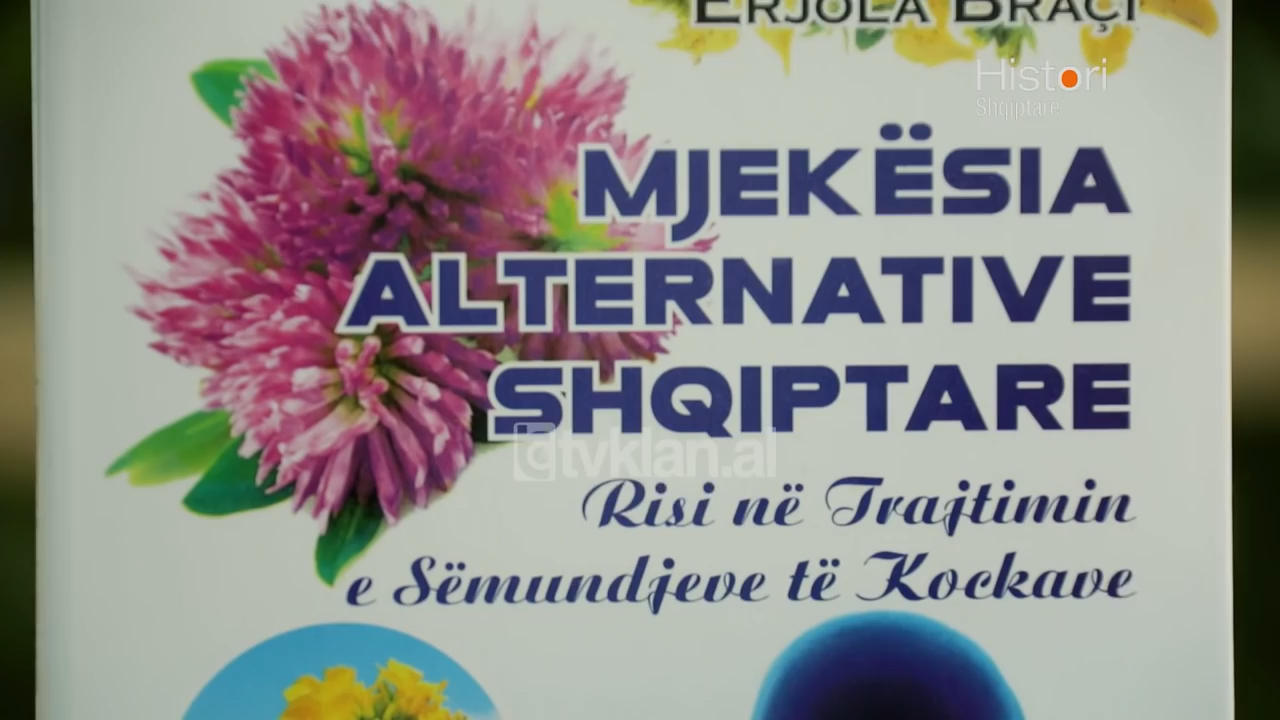 ERJOLA BRAÇI
Histori
Shqiptare
MJEKËSIA
ALTERNATIVE
SHQIPTARE
tvklan.al
Risi në Trajtimin
e Sëmundjeve të Kockave